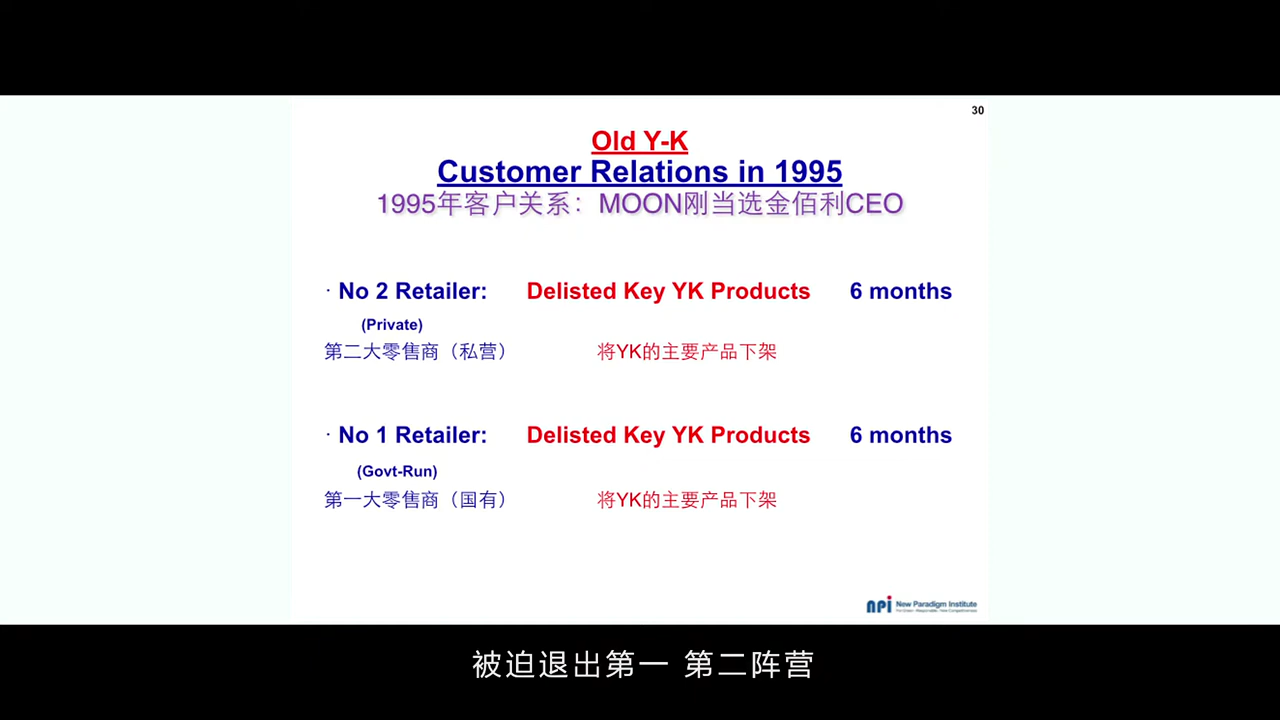 30
Old Y-K
Customer Relations in 1995
1995年客户关系：MOON刚当选金佰利CEO
· No 2 Retailer: Delisted Key YK Products 6 months
(Private)
第二大零售商（私营） 将YK的主要产品下架
· No 1 Retailer: Delisted Key YK Products 6 months
(Govt-Run)
第一大零售商（国有） 将YK的主要产品下架
NPi New Paradigm Institute
被迫退出第一 第二阵营